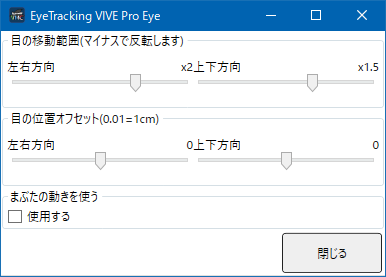 EyeTracking VIVE Pro Eye
目の移動範囲(マイナスで反転します)
左右方向 x2 上下方向 x1.5
目の位置オフセット(0.01=1cm)
左右方向 0 上下方向 0
まぶたの動きを使う
使用する
閉じる